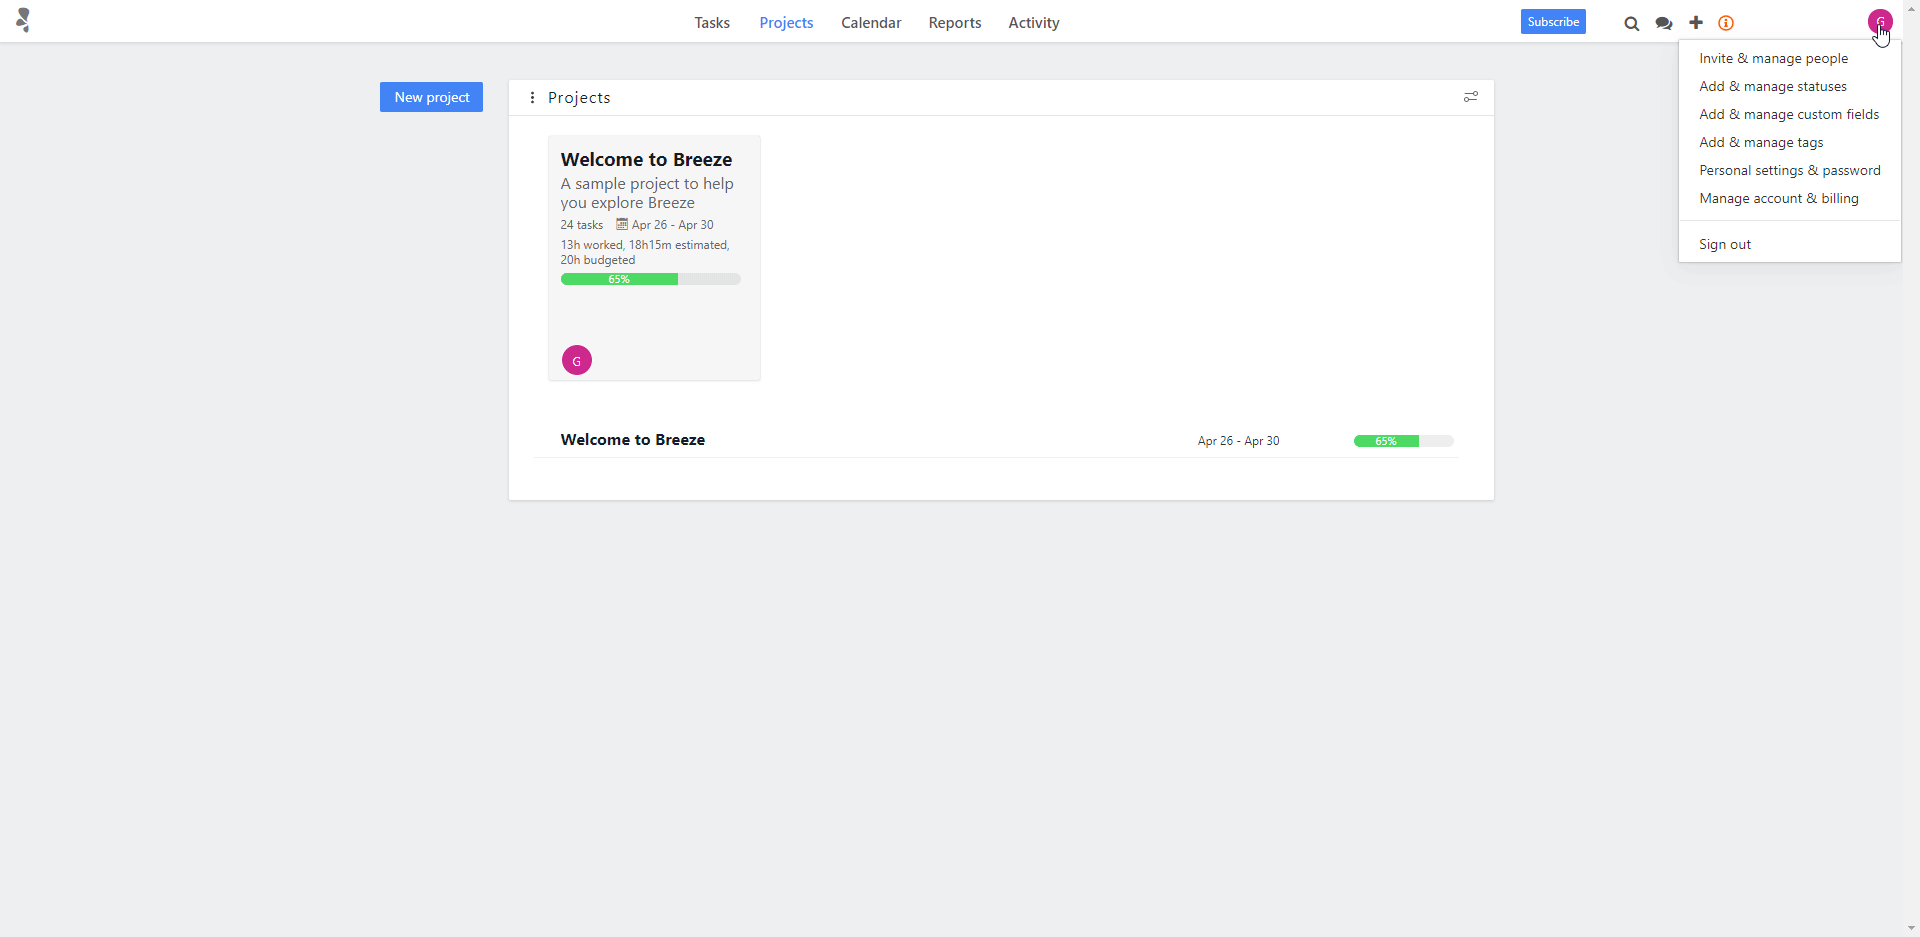 Tasks Projects Calendar Reports Activity Subscribe G
Invite & manage people
Add & manage statuses
Add & manage custom fields
Add & manage tags
Personal settings & password
Manage account & billing
Sign out
New project
Projects
Welcome to Breeze
A sample project to help
you explore Breeze
24 tasks Apr 26 - Apr 30
13h worked, 18h15m estimated,
20h budgeted
65%
G
Welcome to Breeze Apr 26 - Apr 30 65%